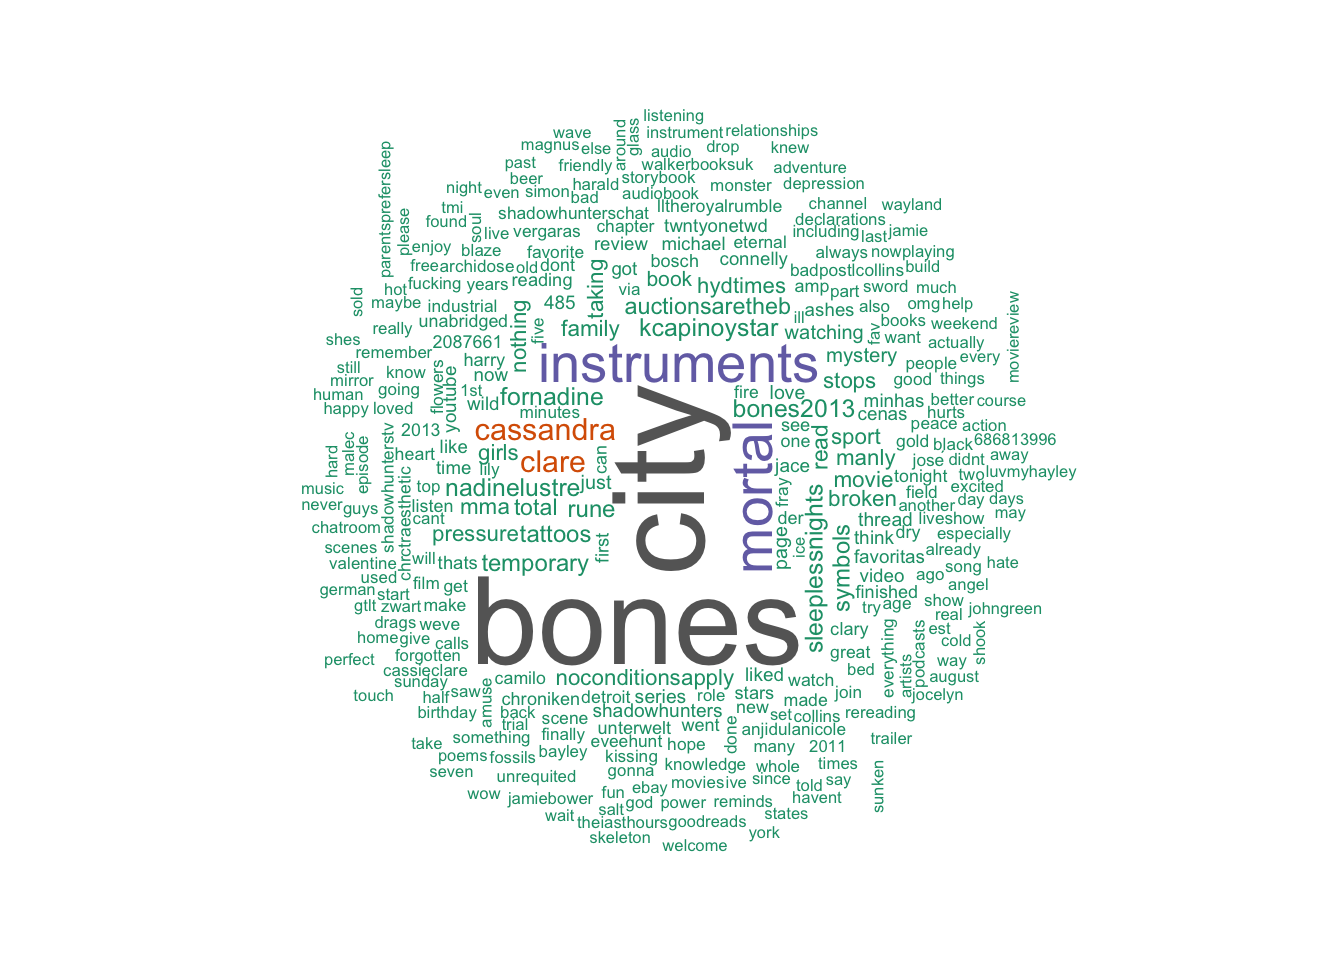 listening
wave around glass instrument relationships
magnus else audio drop knew
past friendly walkerbooksuk adventure
beer harald storybook monster depression
night even simon bad audiobook channel wayland
parentsprefersleep tmi soul shadowhunterschat lltheroyalrumble declarations
please found live vergaras chapter twntyonetwd including last jamie
enjoy blaze favorite review michael eternal always nowplaying
free archidose old dont got bosch connelly badpost lcollins build
hot fucking years reading taking via book hydtimes amp part sword much
sold maybe industrial 485 auctionsaretheb ill ashes also omg help
shes really unabridged nothing five family kcapinoystar watching fav books weekend moviereview
remember 2087661 instruments want actually
still know harry mystery people every
mirror going flowers youtube now stops good things
human 1st fornadine fire love minhas better course
happy loved wild minutes bones2013 cenas hurts
2013 cassandra city mortal see peace action
hard malec episode shadowhunterstv heart like girls can one read sport gold black 686813996
time lily clare jace manly jose didnt away
music top nadinelustre just fray movie tonight two luvmyhayley
never guys chrctraesthetic listen mma total rune sleeplessnights broken field another excited day days
chatroom cant der symbols thread liveshow may
scenes pressuretattoos first page ice think dry especially
valentine will thats temporary favoritas already
used film get video ago song hate
german start bones finished angel
gtlt zwart make try age show johngreen
drags weve clary real
home give calls great everything artists podcasts est cold shook
perfect forgotten bed way
cassieclare camilo noconditionsapply liked watch august
touch sunday half saw amuse chroniken detroit series role stars made join jocelyn
birthday back shadowhunters new set collins rereading
trial scene unterwelt went done anjidulanicole
take something finally eveehunt hope many 2011 trailer
poems fossils bayley kissing knowledge whole times
seven unrequited gonna movies ive since told say sunken
wow jamiebower fun ebay havent
salt god power reminds
wait theiasthours goodreads states
skeleton york
welcome